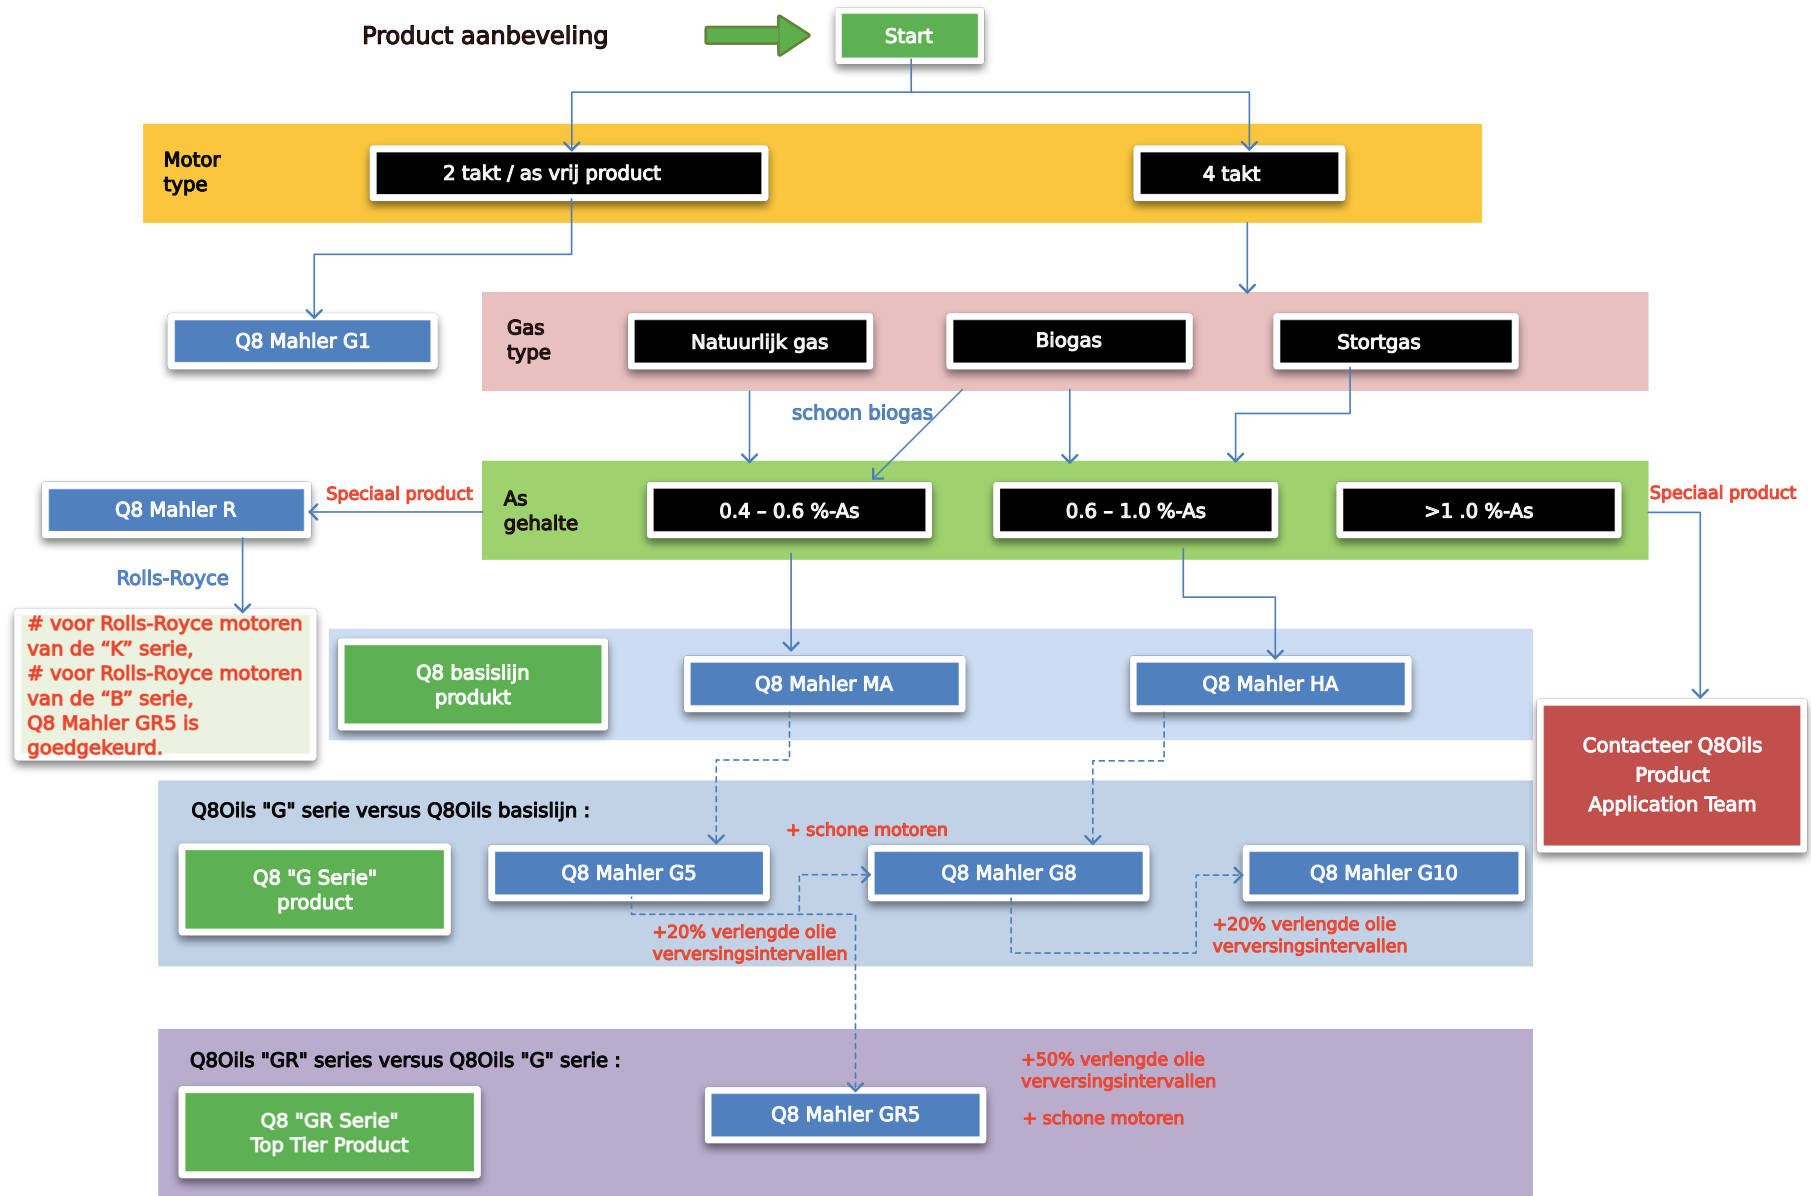 Product aanbeveling
Start
Motor
type
2 takt / as vrij product
4 takt
Q8 Mahler G1
Gas
type
Natuurlijk gas
Biogas
Stortgas
schoon biogas
Q8 Mahler R
Speciaal product
As
gehalte
0.4 – 0.6 %-As
0.6 – 1.0 %-As
>1 .0 %-As
Speciaal product
Rolls-Royce
# voor Rolls-Royce motoren
van de “K” serie,
# voor Rolls-Royce motoren
van de “B” serie,
Q8 Mahler GR5 is
goedgekeurd.
Q8 basislijn
produkt
Q8 Mahler MA
Q8 Mahler HA
Contacteer Q8Oils
Product
Application Team
Q8Oils "G" serie versus Q8Oils basislijn :
+ schone motoren
Q8 "G Serie"
product
Q8 Mahler G5
Q8 Mahler G8
Q8 Mahler G10
+20% verlengde olie
verversingsintervallen
+20% verlengde olie
verversingsintervallen
Q8Oils "GR" series versus Q8Oils "G" serie :
+50% verlengde olie
verversingsintervallen
Q8 "GR Serie"
Top Tier Product
Q8 Mahler GR5
+ schone motoren